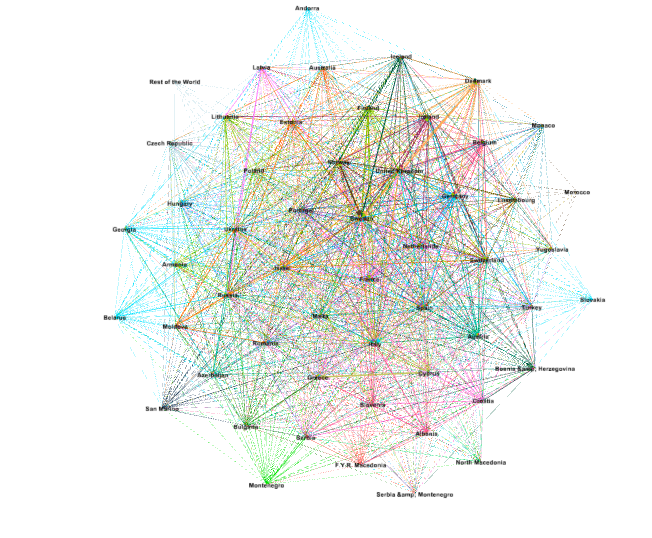 Andorra
Iceland
Latvia
Australia
Rest of the World
Denmark
Finland
Lithuania
Estonia
Ireland
Monaco
Czech Republic
Belgium
Norway
Poland
United Kingdom
Morocco
Germany
Luxembourg
Hungary
Portugal
Sweden
Georgia
Ukraine
Netherlands
Yugoslavia
Switzerland
Armenia
Israel
France
Russia
Slovakia
Spain
Turkey
Belarus
Malta
Moldova
Austria
Romania
Italy
Bosnia &amp; Herzegovina
Azerbaijan
Greece
Cyprus
San Marino
Slovenia
Croatia
Bulgaria
Serbia
Albania
F.Y.R. Macedonia
North Macedonia
Montenegro
Serbia &amp; Montenegro